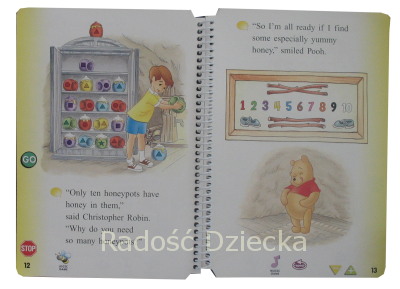 GO
"Only ten honeypots have
honey in them,"
said Christopher Robin.
"Why do you need
so many honeypots
STOP
12
"So I'm all ready if I find
some especially yummy
honey," smiled Pooh.
1 2 3 4 5 6 7 8 9 10
13
Radość Dziecka